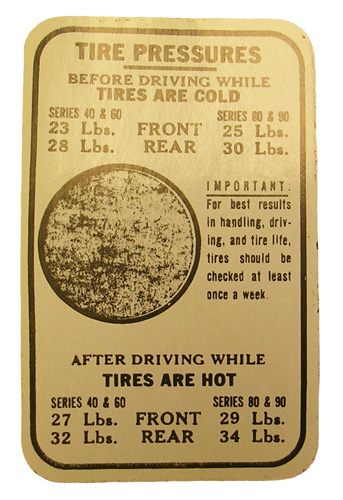 TIRE PRESSURES
BEFORE DRIVING WHILE
TIRES ARE COLD
SERIES 40 & 60 SERIES 80 & 90
23 Lbs. FRONT 25 Lbs.
28 Lbs. REAR 30 Lbs.
IMPORTANT:
For best results
in handling, driv-
ing, and tire life,
tires should be
checked at least
once a week.
AFTER DRIVING WHILE
TIRES ARE HOT
SERIES 40 & 60 SERIES 80 & 90
27 Lbs. FRONT 29 Lbs.
32 Lbs. REAR 34 Lbs.